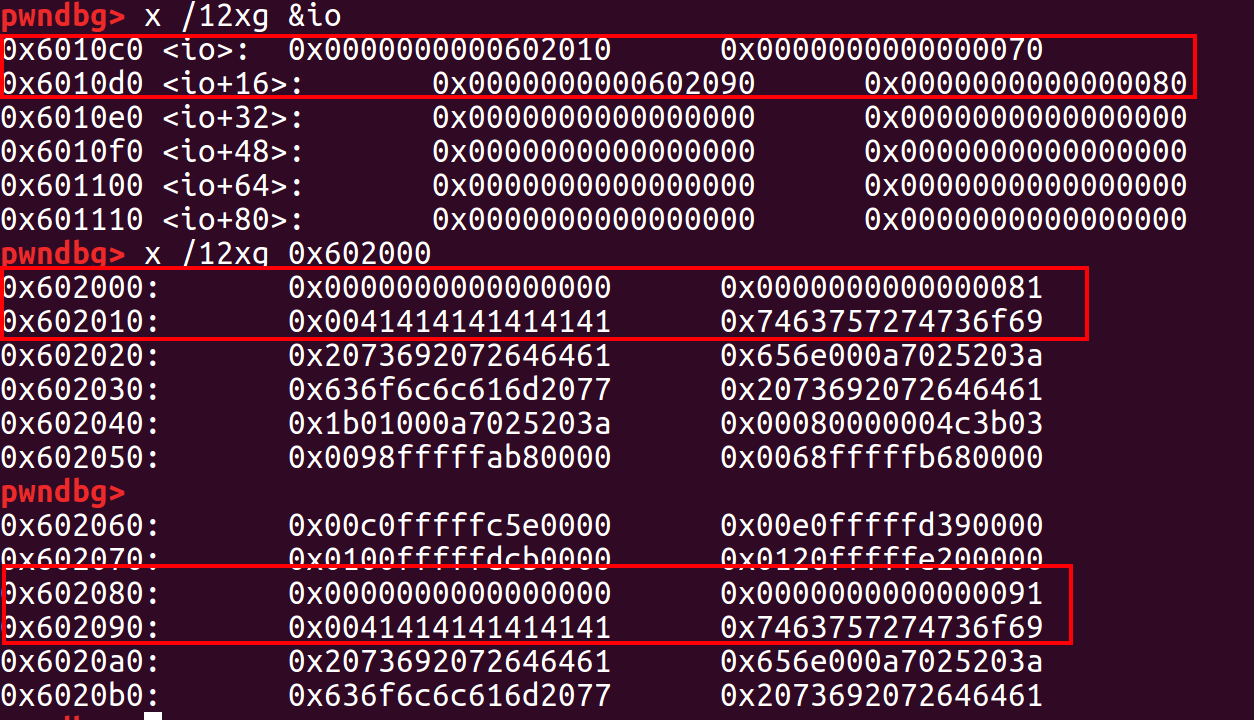 pwndbg> x /12xg &io
0x6010c0 <io>: 0x0000000000602010 0x0000000000000070
0x6010d0 <io+16>: 0x0000000000602090 0x0000000000000080
0x6010e0 <io+32>: 0x0000000000000000 0x0000000000000000
0x6010f0 <io+48>: 0x0000000000000000 0x0000000000000000
0x601100 <io+64>: 0x0000000000000000 0x0000000000000000
0x601110 <io+80>: 0x0000000000000000 0x0000000000000000
pwndbg> x /12xg 0x602000
0x602000: 0x0000000000000000 0x0000000000000081
0x602010: 0x0041414141414141 0x7463757274736f69
0x602020: 0x2073692072646461 0x656e000a7025203a
0x602030: 0x636f6c6c616d2077 0x2073692072646461
0x602040: 0x1b01000a7025203a 0x00080000004c3b03
0x602050: 0x0098fffffab80000 0x0068fffffb680000
pwndbg>
0x602060: 0x00c0fffffc5e0000 0x00e0fffffd390000
0x602070: 0x0100fffffdcb0000 0x0120fffffe200000
0x602080: 0x0000000000000000 0x0000000000000091
0x602090: 0x0041414141414141 0x7463757274736f69
0x6020a0: 0x2073692072646461 0x656e000a7025203a
0x6020b0: 0x636f6c6c616d2077 0x2073692072646461
pwndbg>